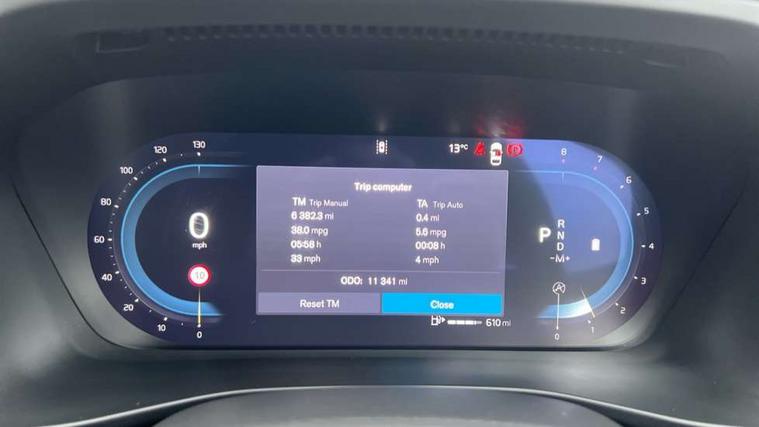 13°C
Trip computer
TM Trip Manual
TA Trip Auto
6 382.3 mi
0.4 mi
38.0 mpg
5.6 mpg
05:58 h
00:08 h
33 mph
4 mph
ODO: 11 341 mi
Reset TM
Close
0
mph
10
130
120
100
80
60
40
20
10
0
P
R
N
D
-M+
8
7
6
5
4
3
2
1
0
610 mi